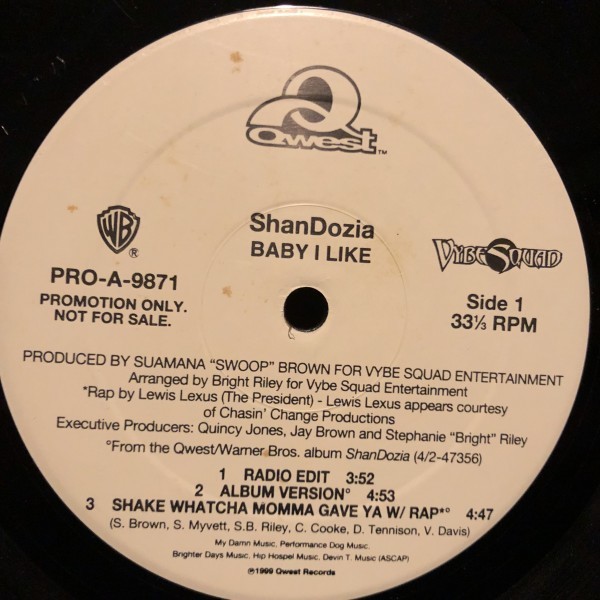 Qwest™
ShanDozia
BABY I LIKE
WB
®
PRO-A-9871
PROMOTION ONLY.
NOT FOR SALE.
VYBE SQUAD
Side 1
33⅓ RPM
PRODUCED BY SUAMANA “SWOOP” BROWN FOR VYBE SQUAD ENTERTAINMENT
Arranged by Bright Riley for Vybe Squad Entertainment
*Rap by Lewis Lexus (The President) - Lewis Lexus appears courtesy
of Chasin' Change Productions
Executive Producers: Quincy Jones, Jay Brown and Stephanie “Bright” Riley
°From the Qwest/Warner Bros. album ShanDozia (4/2-47356)
1 RADIO EDIT 3:52
2 ALBUM VERSION° 4:53
3 SHAKE WHATCHA MOMMA GAVE YA W/ RAP*° 4:47
(S. Brown, S. Myvett, S.B. Riley, C. Cooke, D. Tennison, V. Davis)
My Damn Music, Performance Dog Music,
Brighter Days Music, Hip Hospel Music, Devin T. Music (ASCAP)
℗1999 Qwest Records